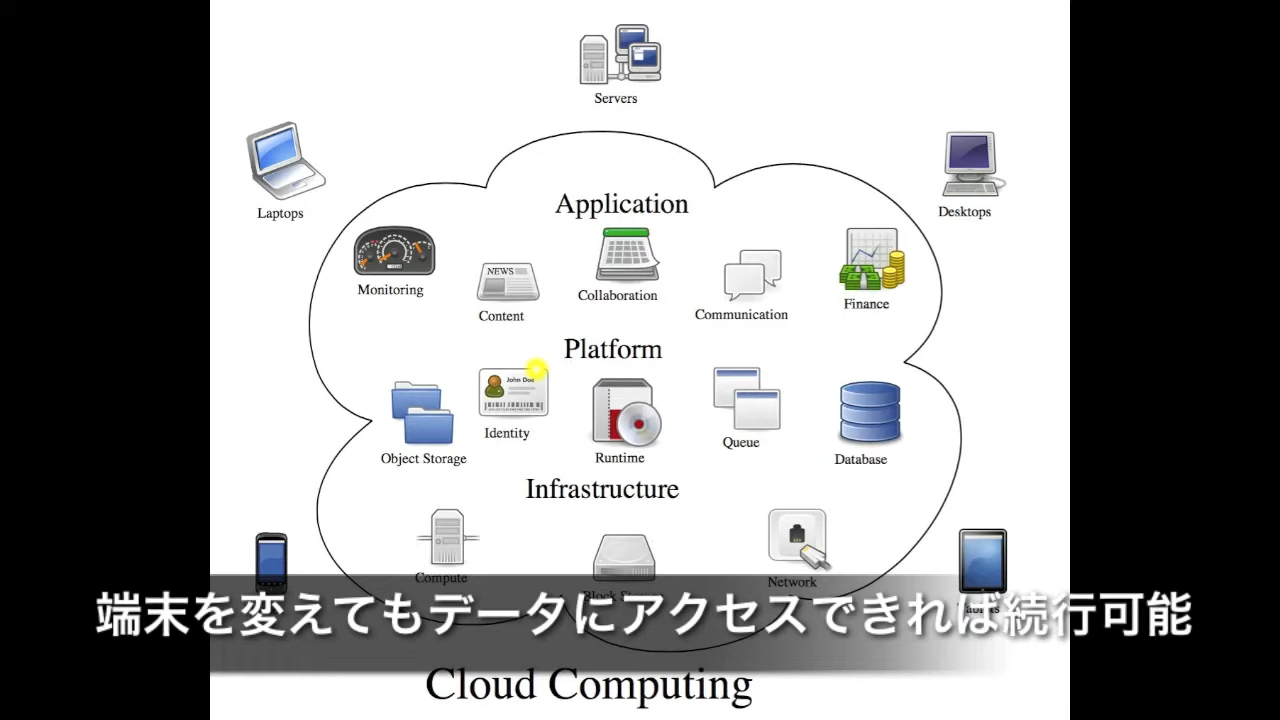 Servers
Laptops
Desktops
Application
Monitoring
NEWS
Content
Collaboration
Communication
Finance
Platform
John Doe
Object Storage
Identity
Runtime
Queue
Database
Infrastructure
Compute
Network
端末を変えてもデータにアクセスできれば続行可能
Cloud Computing